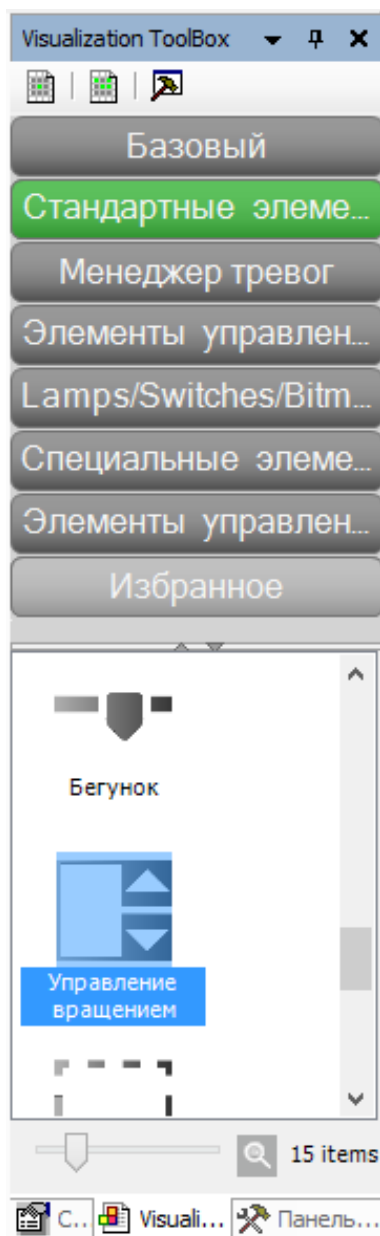 Visualization ToolBox
Базовый
Стандартные элеме...
Менеджер тревог
Элементы управлен...
Lamps/Switches/Bitm...
Специальные элеме...
Элементы управлен...
Избранное
Бегунок
Управление
вращением
15 items
С... Visuali... Панель...